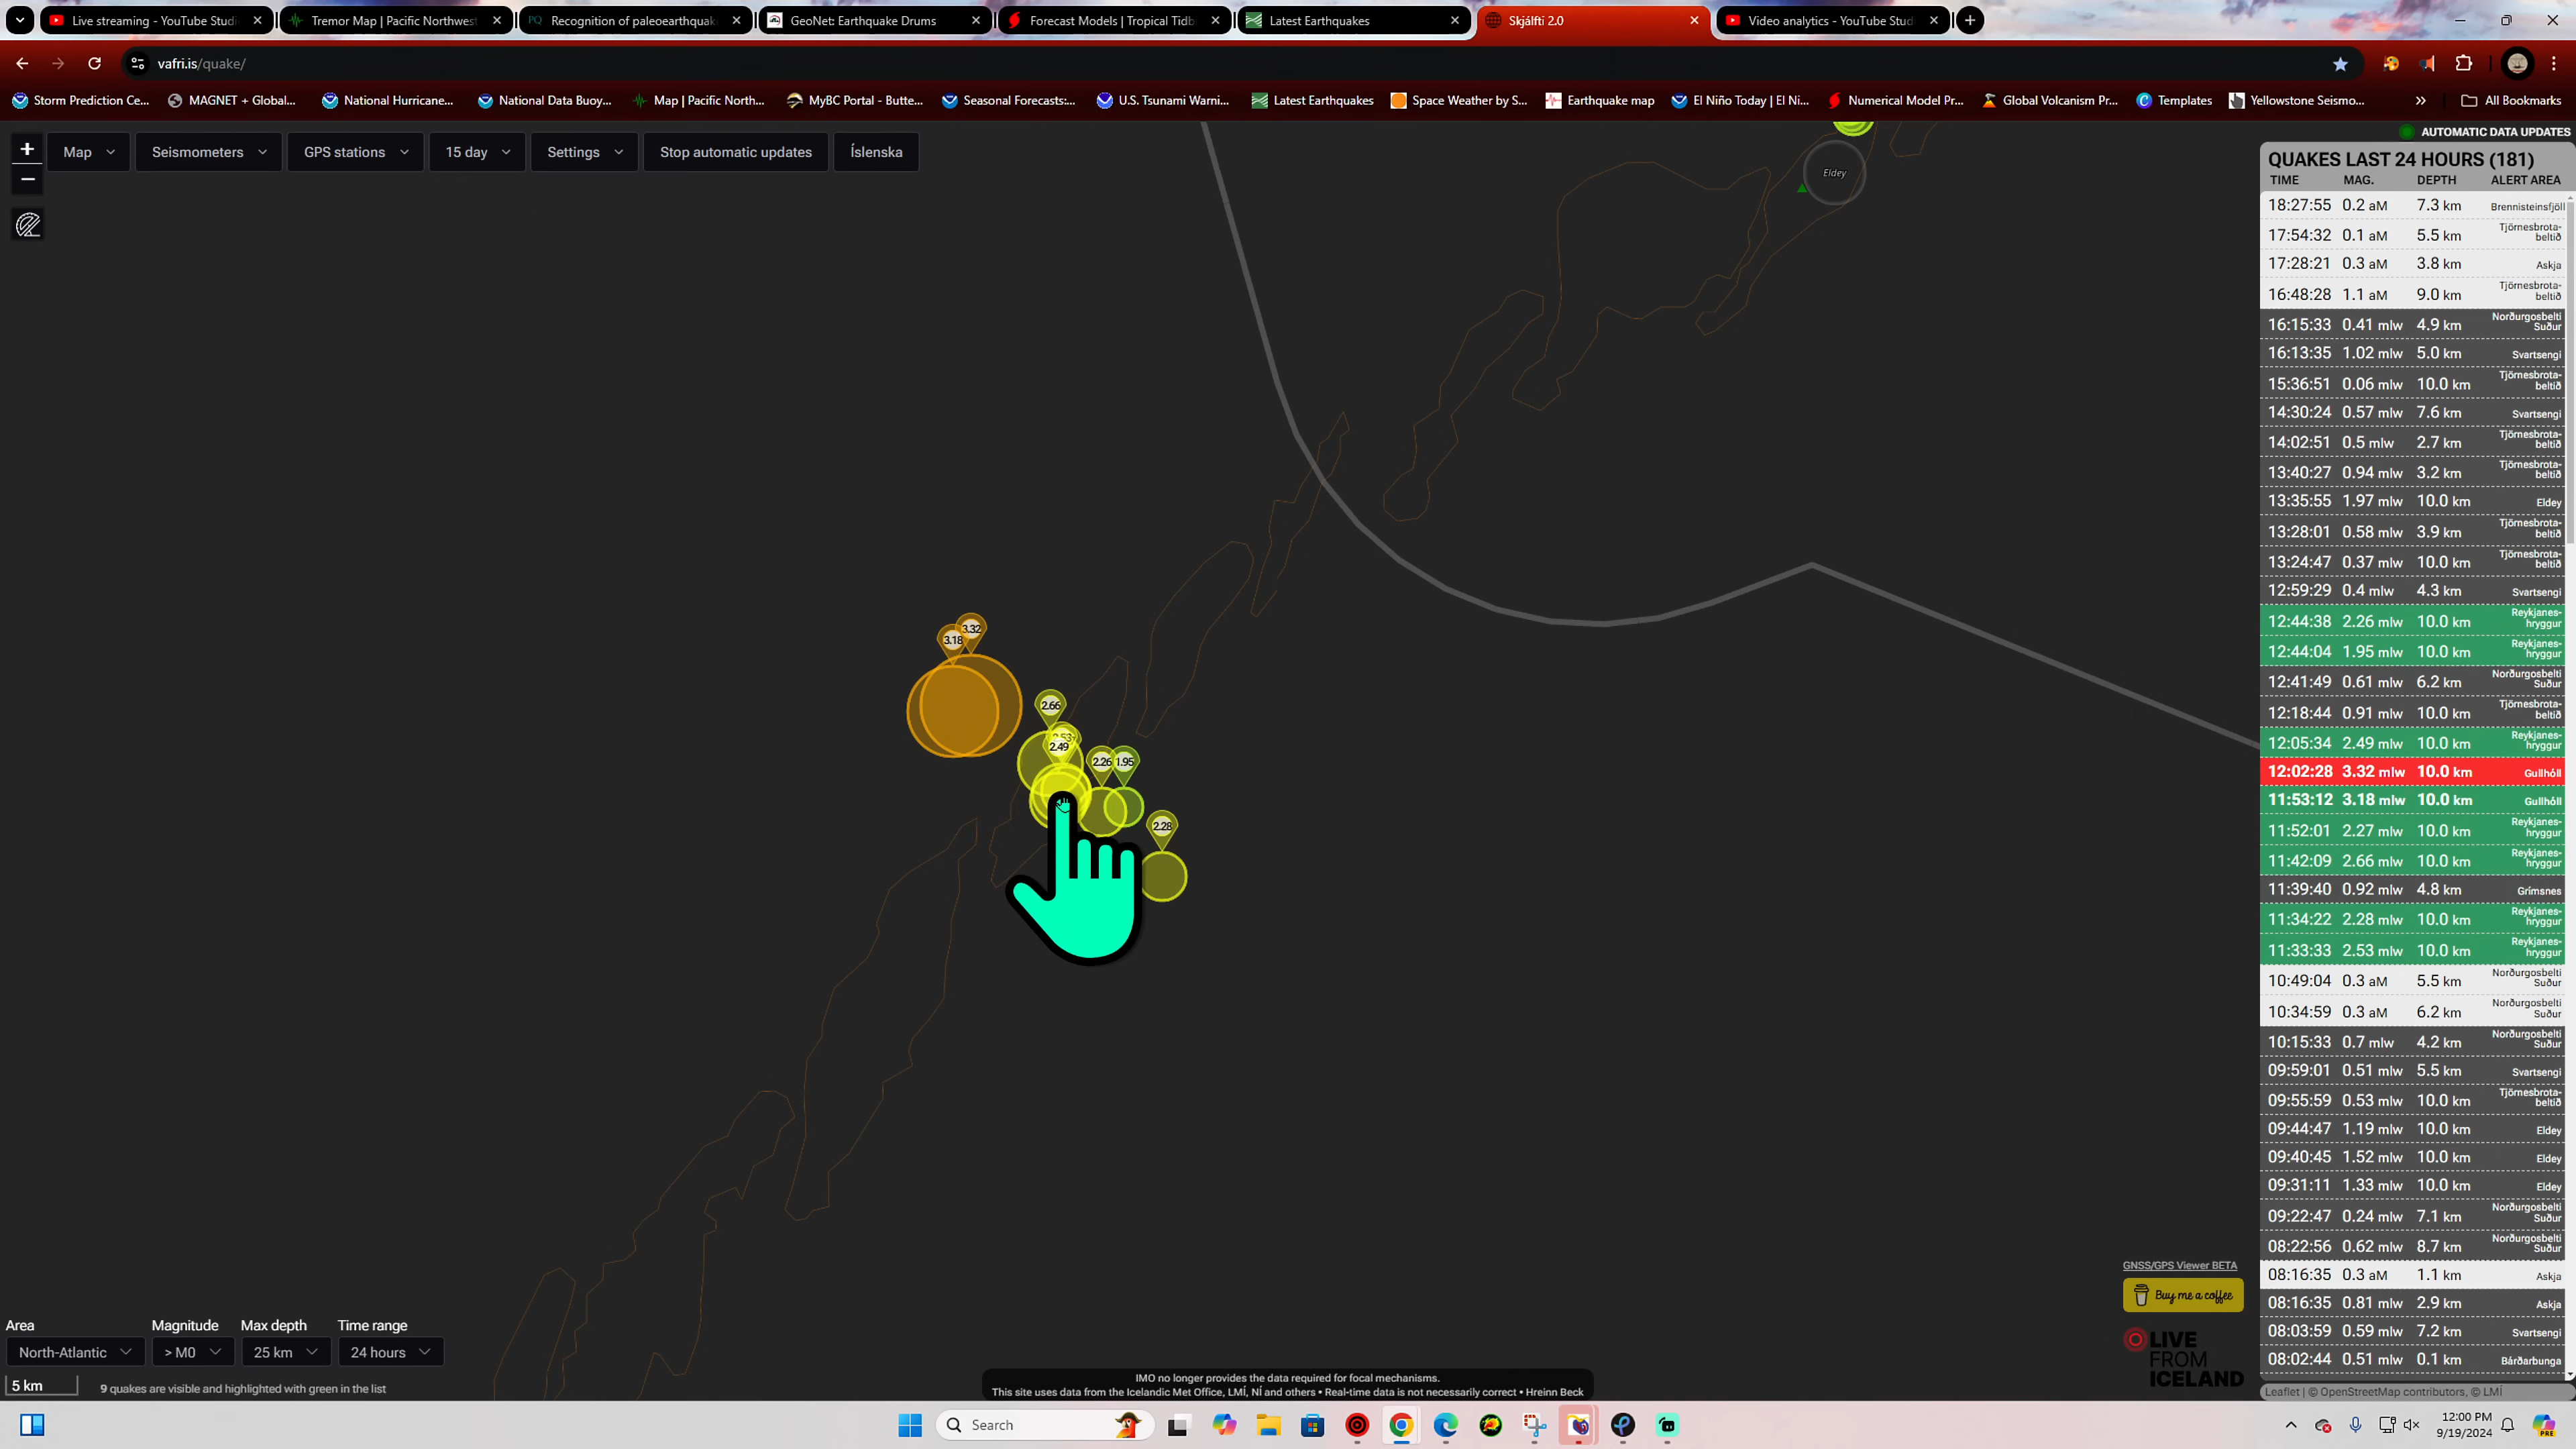 Live streaming - YouTube Studi
Tremor Map | Pacific Northwest
PQ Recognition of paleoearthquak
GeoNet: Earthquake Drums
Forecast Models | Tropical Tidb
Latest Earthquakes
Skjálfti 2.0
Video analytics - YouTube Stud
vafri.is/quake/
Storm Prediction Ce...
MAGNET + Global...
National Hurricane...
National Data Buoy...
Map | Pacific North...
MyBC Portal - Butte...
Seasonal Forecasts:...
U.S. Tsunami Warni...
Latest Earthquakes
Space Weather by S...
Earthquake map
El Niño Today | El Ni...
Numerical Model Pr...
Global Volcanism Pr...
Templates
Yellowstone Seismo...
»
All Bookmarks
+
−
Map
Seismometers
GPS stations
15 day
Settings
Stop automatic updates
Íslenska
Eldey
3.18
3.32
2.66
2.49
2.26
1.95
2.28
AUTOMATIC DATA UPDATES
QUAKES LAST 24 HOURS (181)
TIME MAG. DEPTH ALERT AREA
18:27:55 0.2 aM 7.3 km Brennisteinsfjöll
17:54:32 0.1 aM 5.5 km Tjörnesbrota-
beltið
17:28:21 0.3 aM 3.8 km Askja
16:48:28 1.1 aM 9.0 km Tjörnesbrota-
beltið
16:15:33 0.41 mlw 4.9 km Norðurgosbelti
Suður
16:13:35 1.02 mlw 5.0 km Svartsengi
15:36:51 0.06 mlw 10.0 km Tjörnesbrota-
beltið
14:30:24 0.57 mlw 7.6 km Svartsengi
14:02:51 0.5 mlw 2.7 km Tjörnesbrota-
beltið
13:40:27 0.94 mlw 3.2 km Tjörnesbrota-
beltið
13:35:55 1.97 mlw 10.0 km Eldey
13:28:01 0.58 mlw 3.9 km Tjörnesbrota-
beltið
13:24:47 0.37 mlw 10.0 km Tjörnesbrota-
beltið
12:59:29 0.4 mlw 4.3 km Svartsengi
12:44:38 2.26 mlw 10.0 km Reykjanes-
hryggur
12:44:04 1.95 mlw 10.0 km Reykjanes-
hryggur
12:41:49 0.61 mlw 6.2 km Norðurgosbelti
Suður
12:18:44 0.91 mlw 10.0 km Tjörnesbrota-
beltið
12:05:34 2.49 mlw 10.0 km Reykjanes-
hryggur
12:02:28 3.32 mlw 10.0 km Gullhóll
11:53:12 3.18 mlw 10.0 km Gullhóll
11:52:01 2.27 mlw 10.0 km Reykjanes-
hryggur
11:42:09 2.66 mlw 10.0 km Reykjanes-
hryggur
11:39:40 0.92 mlw 4.8 km Grímsnes
11:34:22 2.28 mlw 10.0 km Reykjanes-
hryggur
11:33:33 2.53 mlw 10.0 km Reykjanes-
hryggur
10:49:04 0.3 aM 5.5 km Norðurgosbelti
Suður
10:34:59 0.3 aM 6.2 km Norðurgosbelti
Suður
10:15:33 0.7 mlw 4.2 km Norðurgosbelti
Suður
09:59:01 0.51 mlw 5.5 km Svartsengi
09:55:59 0.53 mlw 10.0 km Tjörnesbrota-
beltið
09:44:47 1.19 mlw 10.0 km Eldey
09:40:45 1.52 mlw 10.0 km Eldey
09:31:11 1.33 mlw 10.0 km Eldey
09:22:47 0.24 mlw 7.1 km Norðurgosbelti
Suður
08:22:56 0.62 mlw 8.7 km Norðurgosbelti
Suður
08:16:35 0.3 aM 1.1 km Askja
08:16:35 0.81 mlw 2.9 km Askja
08:03:59 0.59 mlw 7.2 km Svartsengi
08:02:44 0.51 mlw 0.1 km Bárðarbunga
GNSS/GPS Viewer BETA
Buy me a coffee
LIVE
FROM
ICELAND
Leaflet | © OpenStreetMap contributors, © LMÍ
Area Magnitude Max depth Time range
North-Atlantic > M0 25 km 24 hours
5 km
9 quakes are visible and highlighted with green in the list
IMO no longer provides the data required for focal mechanisms.
This site uses data from the Icelandic Met Office, LMÍ, NÍ and others • Real-time data is not necessarily correct • Hreinn Beck
Search
12:00 PM
9/19/2024
PRE